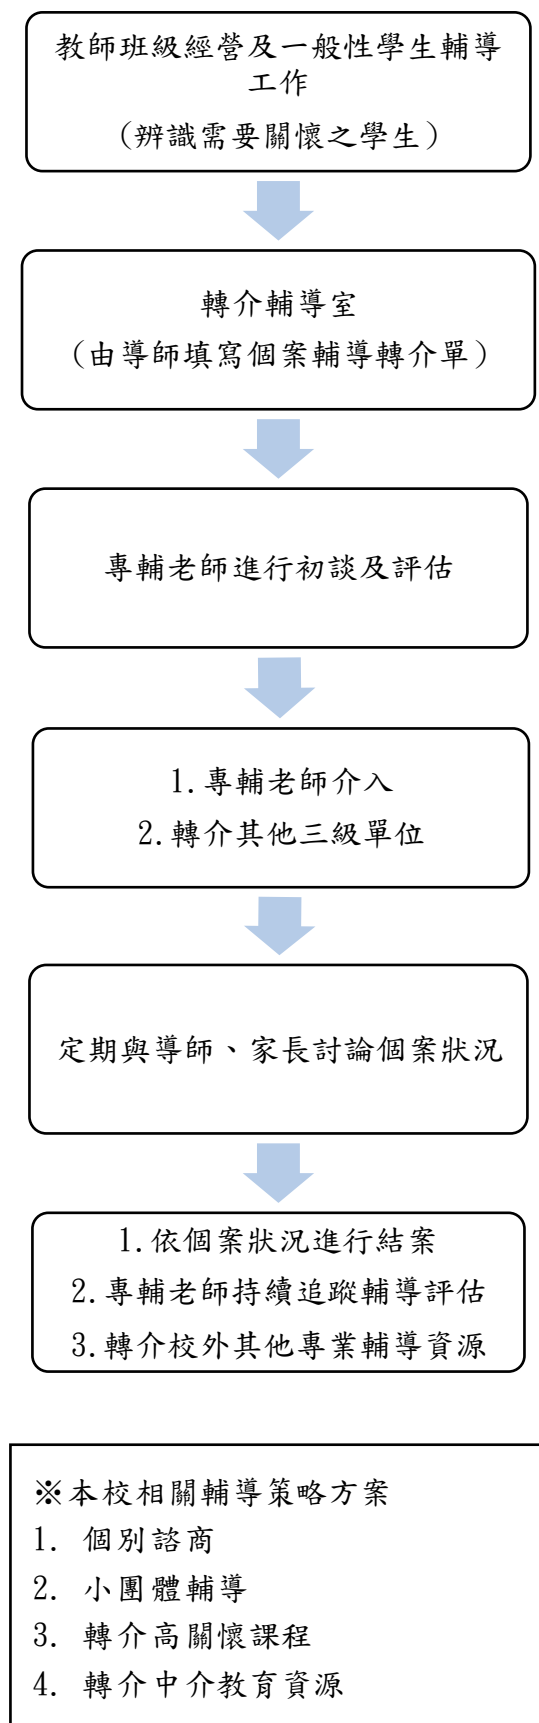 教師班級經營及一般性學生輔導
工作
(辨識需要關懷之學生)
轉介輔導室
(由導師填寫個案輔導轉介單)
專輔老師進行初談及評估
1.專輔老師介入
2.轉介其他三級單位
定期與導師、家長討論個案狀況
1.依個案狀況進行結案
2.專輔老師持續追蹤輔導評估
3.轉介校外其他專業輔導資源
※本校相關輔導策略方案
1. 個別諮商
2. 小團體輔導
3. 轉介高關懷課程
4. 轉介中介教育資源